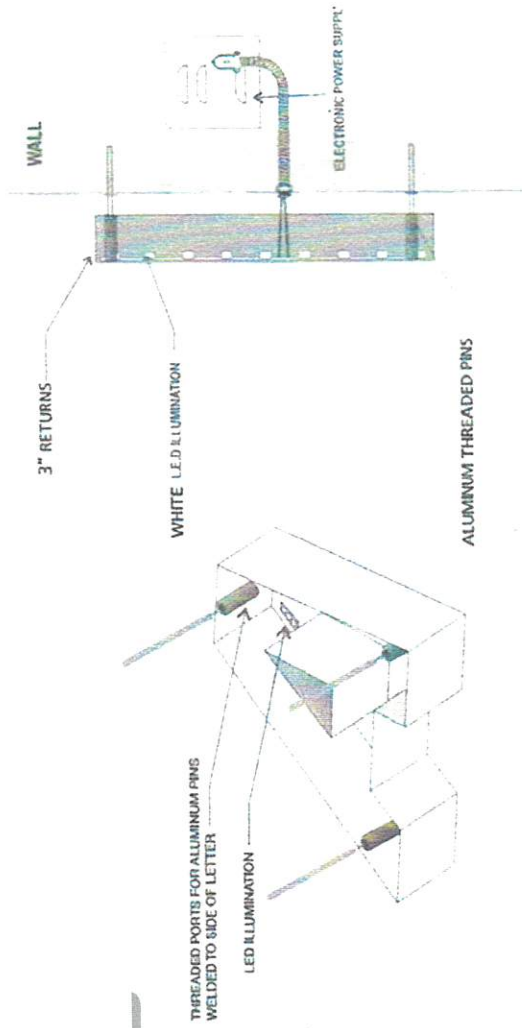 THREADED PORTS FOR ALUMINUM PINS
WELDED TO SIDE OF LETTER
LED ILLUMINATION
ALUMINUM THREADED PINS
3" RETURNS
WHITE L.E.D ILLUMINATION
WALL
ELECTRONIC POWER SUPPL